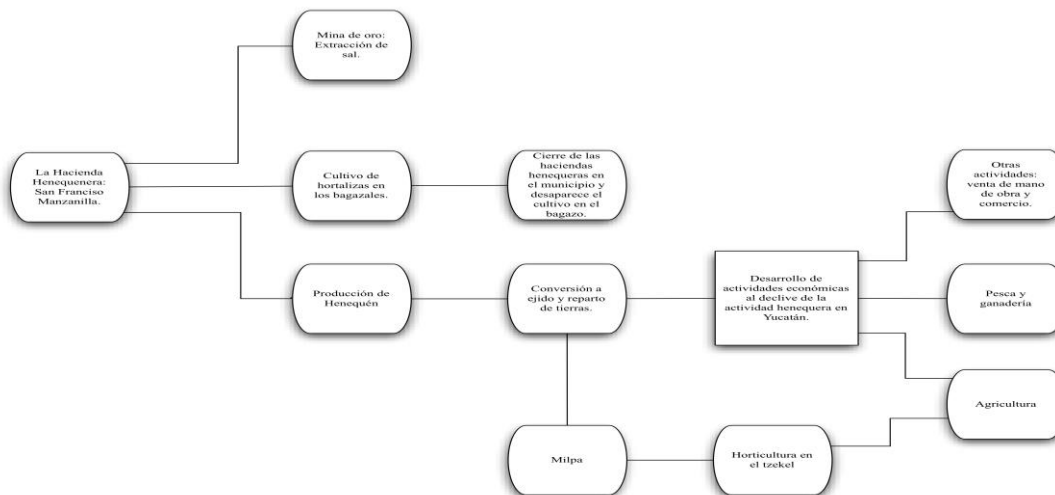 Mina de oro:
Extracción de
sal.
La Hacienda
Henequenera:
San Franciso
Manzanilla.
Cultivo de
hortalizas en
los bagazales.
Cierre de las
haciendas
henequeras en
el municipio y
desaparece el
cultivo en el
bagazo.
Otras
actividades:
venta de mano
de obra y
comercio.
Producción de
Henequén
Conversión a
ejido y reparto
de tierras.
Desarrollo de
actividades económicas
al declive de la
actividad henequera en
Yucatán.
Pesca y
ganadería
Agricultura
Milpa
Horticultura en
el tzekel